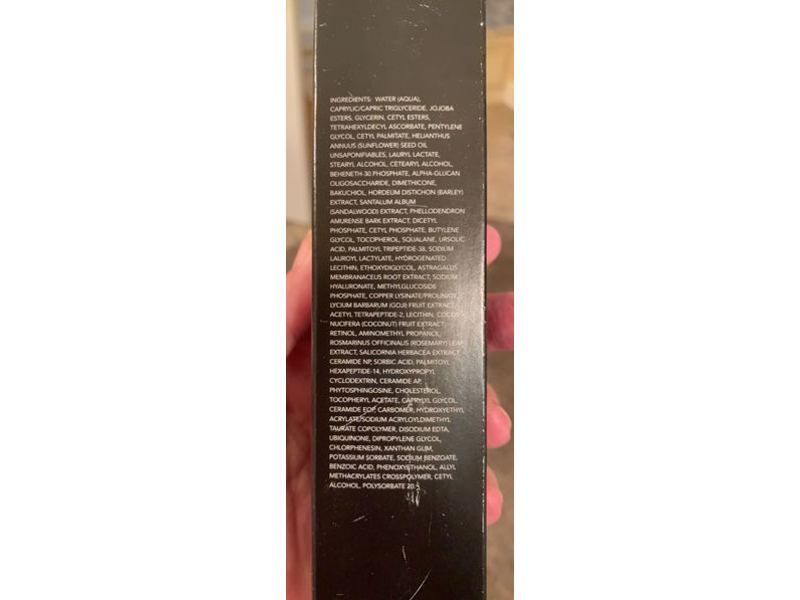 INGREDIENTS: WATER (AQUA),
CAPRYLIC/CAPRIC TRIGLYCERIDE, JOJOBA
ESTERS, GLYCERIN, CETYL ESTERS,
TETRAHEXYLDECYL ASCORBATE, PENTYLENE
GLYCOL, CETYL PALMITATE, HELIANTHUS
ANNUUS (SUNFLOWER) SEED OIL
UNSAPONIFIABLES, LAURYL LACTATE,
STEARYL ALCOHOL, CETEARYL ALCOHOL,
BEHENETH-30 PHOSPHATE, ALPHA-GLUCAN
OLIGOSACCHARIDE, DIMETHICONE,
BAKUCHIOL, HORDEUM DISTICHON (BARLEY)
EXTRACT, SANTALUM ALBUM
(SANDALWOOD) EXTRACT, PHELLODENDRON
AMURENSE BARK EXTRACT, DICETYL
PHOSPHATE, CETYL PHOSPHATE, BUTYLENE
GLYCOL, TOCOPHEROL, SQUALANE, URSOLIC
ACID, PALMITOYL TRIPEPTIDE-38, SODIUM
LAUROYL LACTYLATE, HYDROGENATED
LECITHIN, ETHOXYDIGLYCOL, ASTRAGALUS
MEMBRANACEUS ROOT EXTRACT, SODIUM
HYALURONATE, METHYLGLUCOSIDE
PHOSPHATE, COPPER LYSINATE/PROLINATE,
LYCIUM BARBARUM (GOJI) FRUIT EXTRACT,
ACETYL TETRAPEPTIDE-2, LECITHIN, COCOS
NUCIFERA (COCONUT) FRUIT EXTRACT,
RETINOL, AMINOMETHYL PROPANOL,
ROSMARINUS OFFICINALIS (ROSEMARY) LEAF
EXTRACT, SALICORNIA HERBACEA EXTRACT,
CERAMIDE NP, SORBIC ACID, PALMITOYL
HEXAPEPTIDE-14, HYDROXYPROPYL
CYCLODEXTRIN, CERAMIDE AP,
PHYTOSPHINGOSINE, CHOLESTEROL,
TOCOPHERYL ACETATE, CAPRYLYL GLYCOL,
CERAMIDE EOP, CARBOMER, HYDROXYETHYL
ACRYLATE/SODIUM ACRYLOYLDIMETHYL
TAURATE COPOLYMER, DISODIUM EDTA,
UBIQUINONE, DIPROPYLENE GLYCOL,
CHLORPHENESIN, XANTHAN GUM,
POTASSIUM SORBATE, SODIUM BENZOATE,
BENZOIC ACID, PHENOXYETHANOL, ALLYL
METHACRYLATES CROSSPOLYMER, CETYL
ALCOHOL, POLYSORBATE 20.